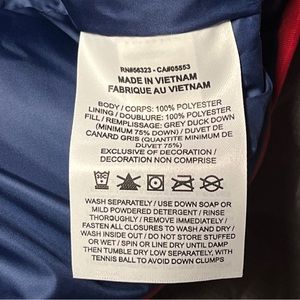 RN#56323 - CA#05553
MADE IN VIETNAM
FABRIQUE AU VIETNAM
BODY / CORPS: 100% POLYESTER
LINING / DOUBLURE: 100% POLYESTER
FILL / REMPLISSAGE: GREY DUCK DOWN
(MINIMUM 75% DOWN) / DUVET DE
CANARD GRIS (QUANTITE MINIMUM DE
DUVET 75%)
EXCLUSIVE OF DECORATION /
DECORATION NON COMPRISE
WASH SEPARATELY / USE DOWN SOAP OR
MILD POWDERED DETERGENT / RINSE
THOROUGHLY / REMOVE IMMEDIATELY /
FASTEN ALL CLOSURES TO WASH AND DRY /
WASH INSIDE OUT / DO NOT STORE STUFFED
OR WET / SPIN OR LINE DRY UNTIL DAMP
THEN TUMBLE DRY LOW SEPARATELY, WITH
TENNIS BALL TO AVOID DOWN CLUMPS